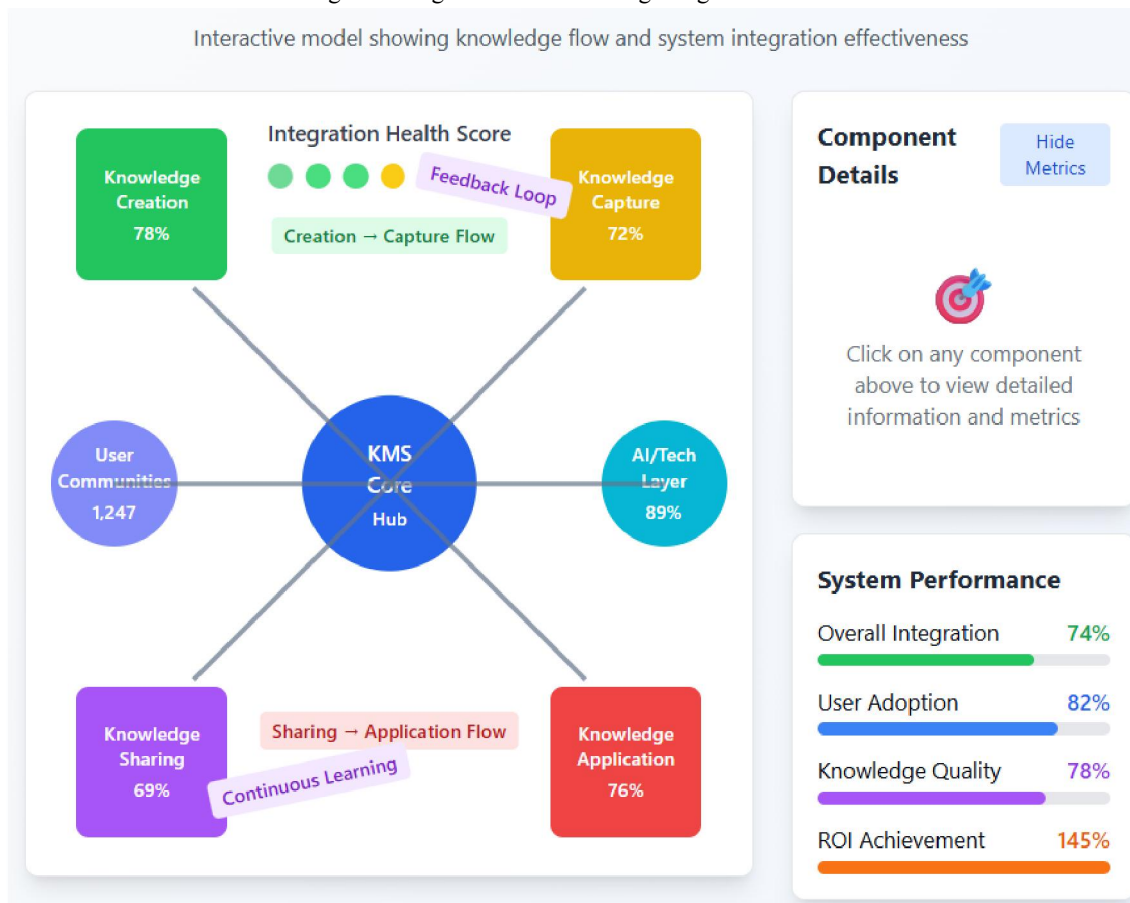 Interactive model showing knowledge flow and system integration effectiveness
Integration Health Score
Knowledge
Creation
78%
Feedback Loop
Knowledge
Capture
72%
Creation → Capture Flow
User
Communities
1,247
KMS
Core
Hub
AI/Tech
Layer
89%
Knowledge
Sharing
69%
Sharing → Application Flow
Continuous Learning
Knowledge
Application
76%
Component
Details
Hide
Metrics
Click on any component
above to view detailed
information and metrics
System Performance
Overall Integration 74%
User Adoption 82%
Knowledge Quality 78%
ROI Achievement 145%